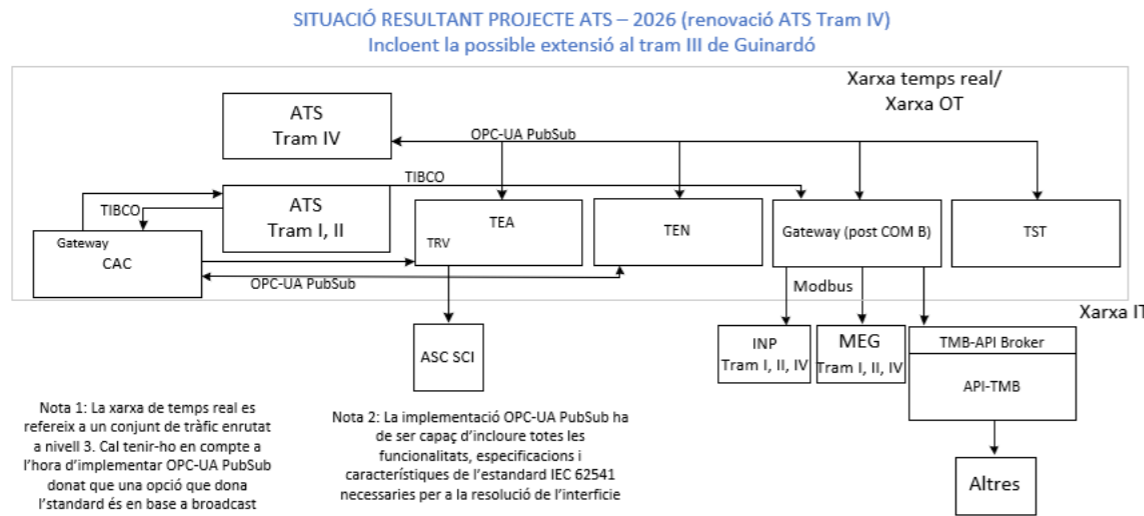 SITUACIÓ RESULTANT PROJECTE ATS – 2026 (renovació ATS Tram IV)
Incloent la possible extensió al tram III de Guinardó
Xarxa temps real/
Xarxa OT
ATS
Tram IV
OPC-UA PubSub
TIBCO
TIBCO
ATS
Tram I, II
TEA
TRV
TEN
Gateway (post COM B)
TST
Gateway
CAC
OPC-UA PubSub
Modbus
Xarxa IT
ASC SCI
INP
Tram I, II, IV
MEG
Tram I, II, IV
TMB-API Broker
API-TMB
Altres
Nota 1: La xarxa de temps real es
refereix a un conjunt de tràfic enrutat
a nivell 3. Cal tenir-ho en compte a
l’hora d’implementar OPC-UA PubSub
donat que una opció que dona
l’standard és en base a broadcast
Nota 2: La implementació OPC-UA PubSub ha
de ser capaç d’incloure totes les
funcionalitats, especificacions i
característiques de l’estandard IEC 62541
necessaries per a la resolució de l’interficie